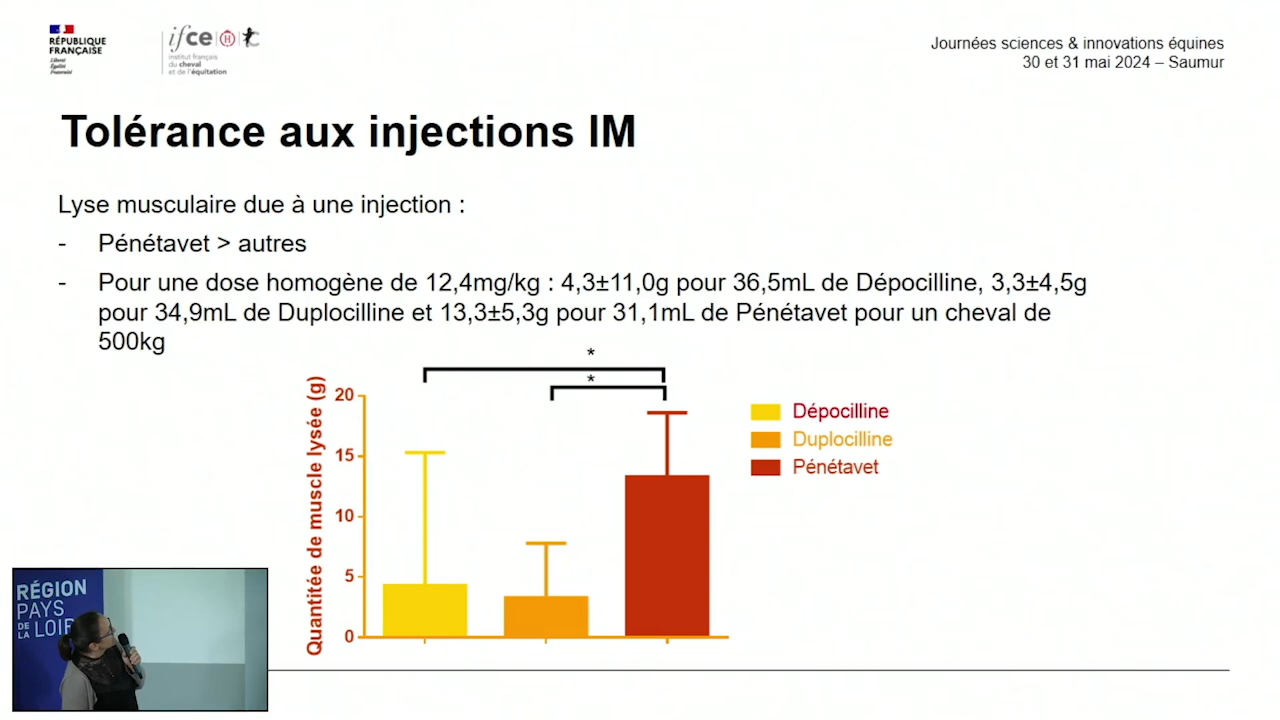 RÉPUBLIQUE
FRANÇAISE
Liberté
Égalité
Fraternité
ifce
institut français
du cheval
et de l'équitation
Journées sciences & innovations équines
30 et 31 mai 2024 – Saumur
Tolérance aux injections IM
Lyse musculaire due à une injection :
- Pénétavet > autres
- Pour une dose homogène de 12,4mg/kg : 4,3±11,0g pour 36,5mL de Dépocilline, 3,3±4,5g
pour 34,9mL de Duplocilline et 13,3±5,3g pour 31,1mL de Pénétavet pour un cheval de
500kg
*
*
Quantitée de muscle lysée (g)
20
15
10
5
0
Dépocilline
Duplocilline
Pénétavet
RÉGION
PAYS
DE LA LOIR